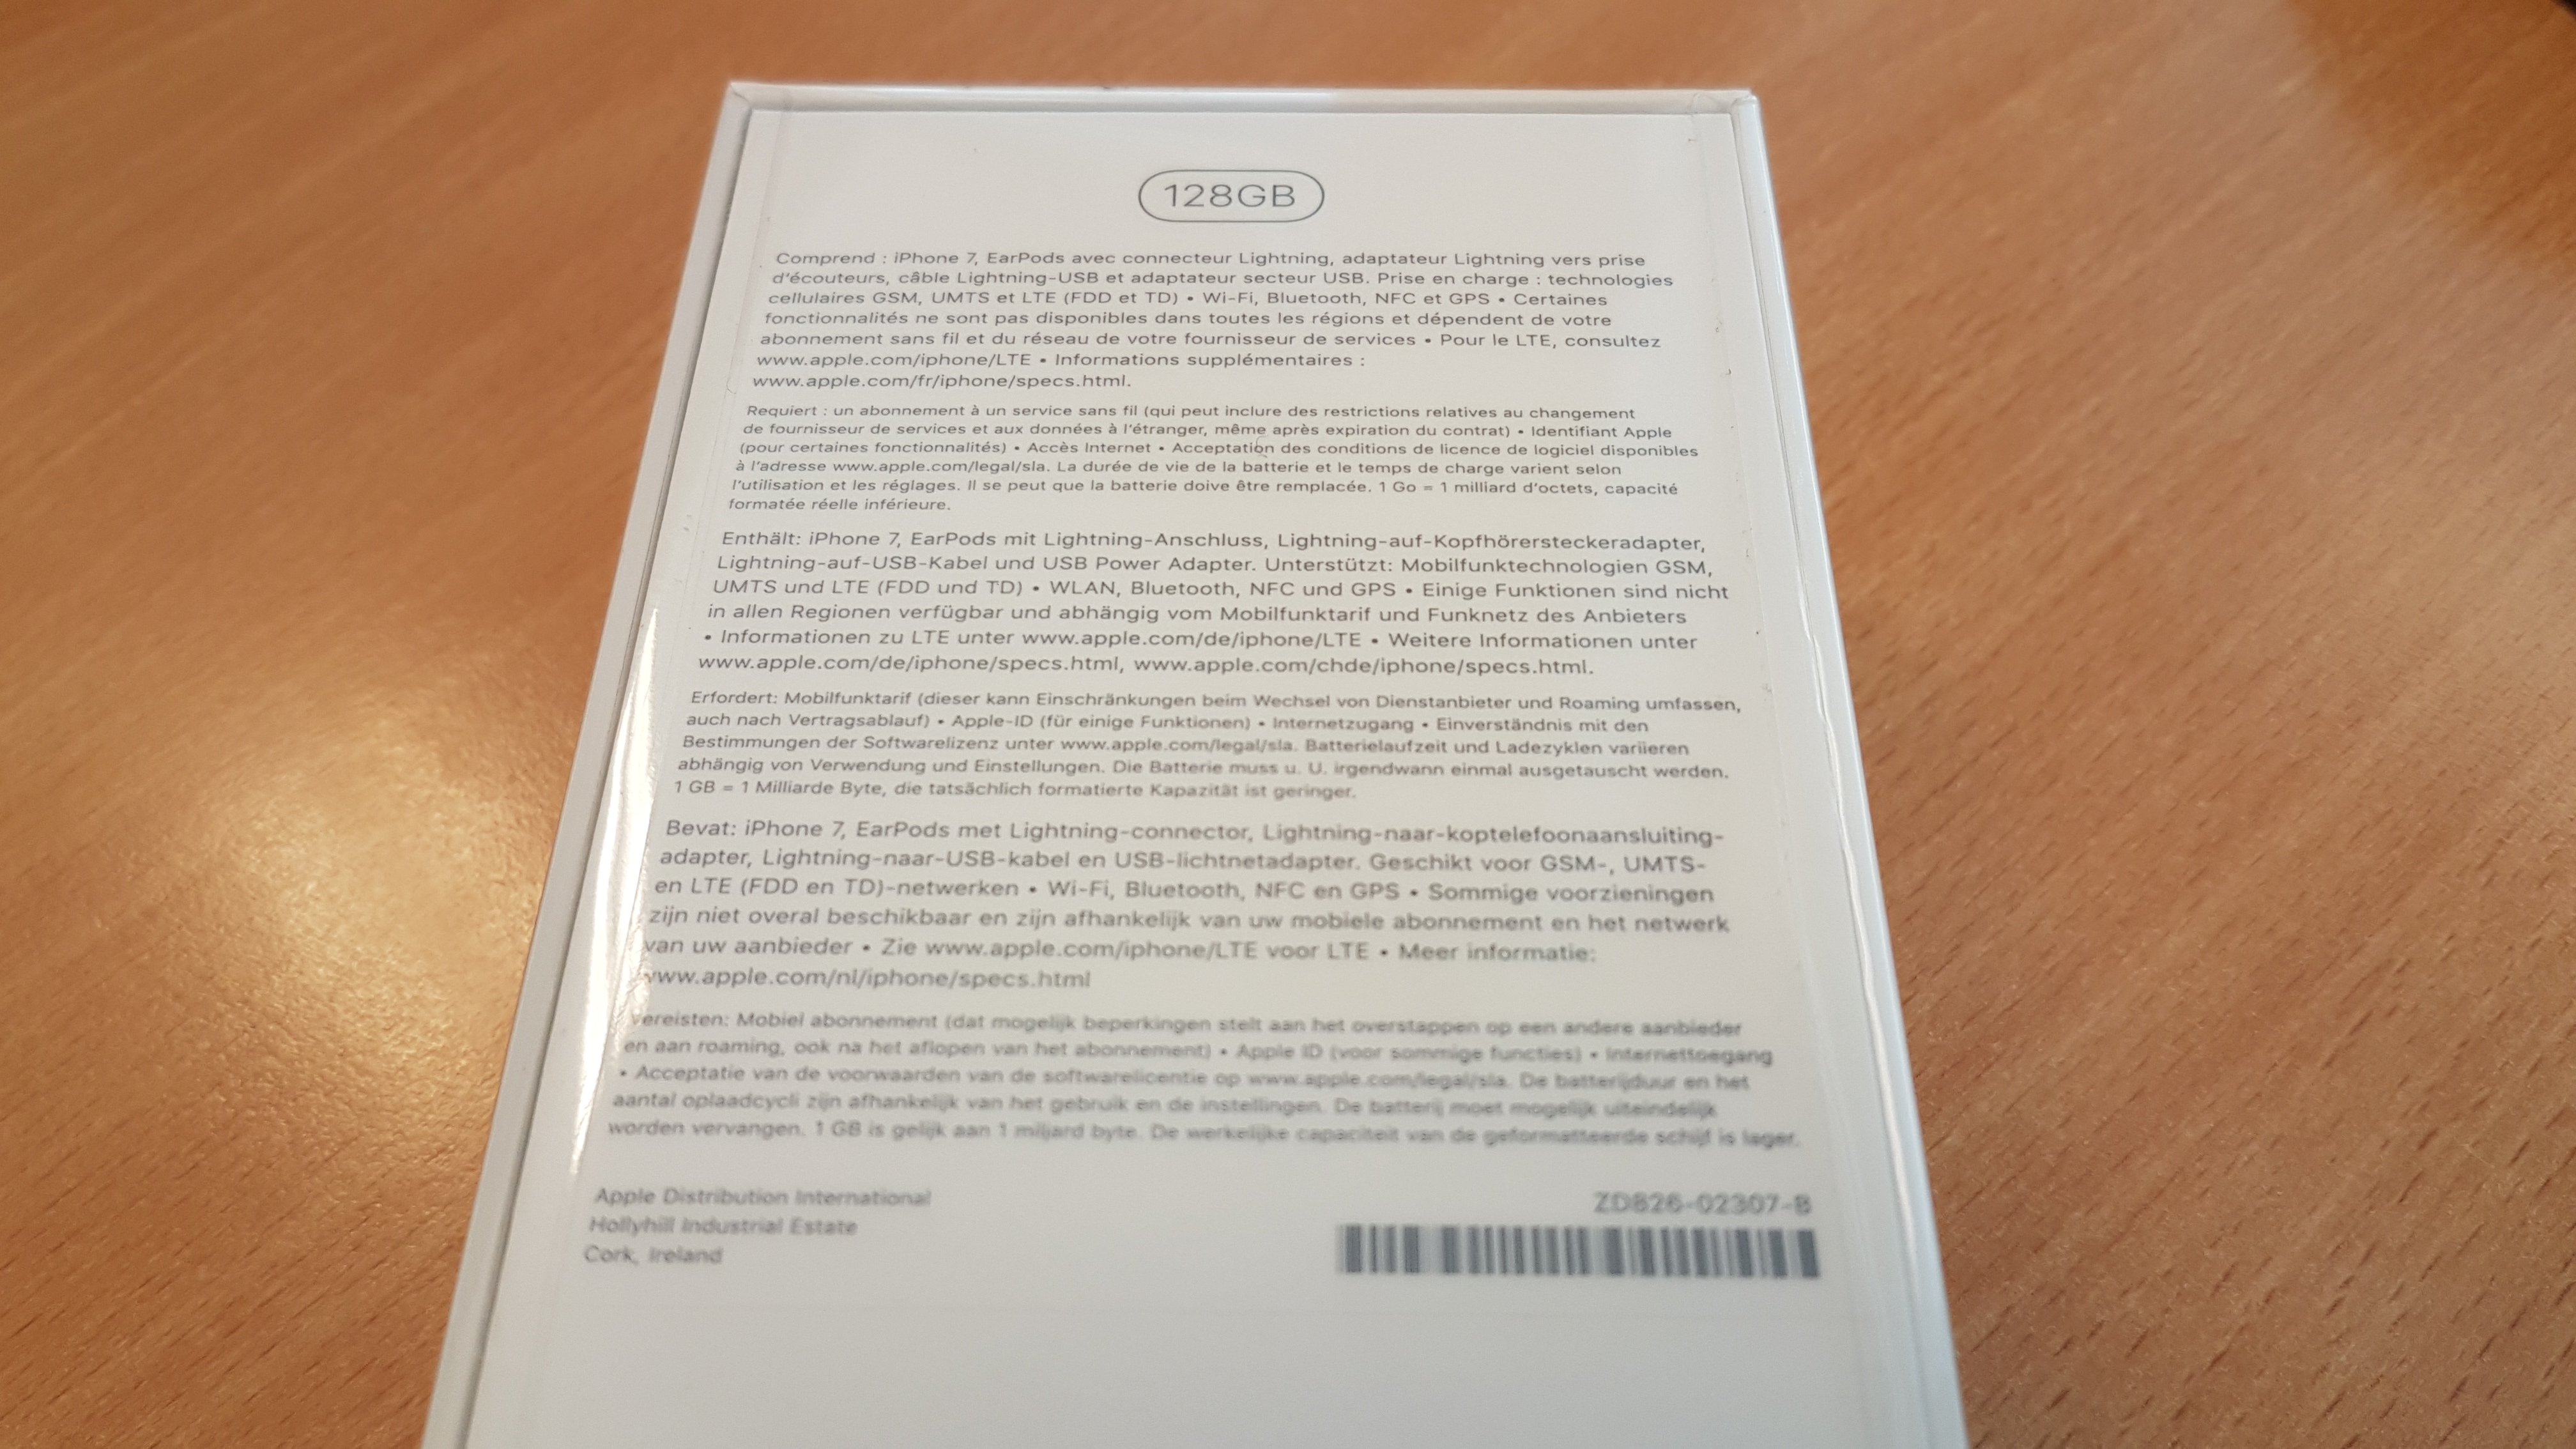 128GB
Comprend : iPhone 7, EarPods avec connecteur Lightning, adaptateur Lightning vers prise
d'écouteurs, câble Lightning-USB et adaptateur secteur USB. Prise en charge : technologies
cellulaires GSM, UMTS et LTE (FDD et TD) • Wi-Fi, Bluetooth, NFC et GPS • Certaines
fonctionnalités ne sont pas disponibles dans toutes les régions et dépendent de votre
abonnement sans fil et du réseau de votre fournisseur de services • Pour le LTE, consultez
www.apple.com/iphone/LTE • Informations supplémentaires :
www.apple.com/fr/iphone/specs.html.
Requiert : un abonnement à un service sans fil (qui peut inclure des restrictions relatives au changement
de fournisseur de services et aux données à l'étranger, même après expiration du contrat) • Identifiant Apple
(pour certaines fonctionnalités) • Accès Internet • Acceptation des conditions de licence de logiciel disponibles
à l'adresse www.apple.com/legal/sla. La durée de vie de la batterie et le temps de charge varient selon
l'utilisation et les réglages. Il se peut que la batterie doive être remplacée. 1 Go = 1 milliard d'octets, capacité
formatée réelle inférieure.
Enthält: iPhone 7, EarPods mit Lightning-Anschluss, Lightning-auf-Kopfhörersteckeradapter,
Lightning-auf-USB-Kabel und USB Power Adapter. Unterstützt: Mobilfunktechnologien GSM,
UMTS und LTE (FDD und TD) • WLAN, Bluetooth, NFC und GPS • Einige Funktionen sind nicht
in allen Regionen verfügbar und abhängig vom Mobilfunktarif und Funknetz des Anbieters
• Informationen zu LTE unter www.apple.com/de/iphone/LTE • Weitere Informationen unter
www.apple.com/de/iphone/specs.html, www.apple.com/chde/iphone/specs.html.
Erfordert: Mobilfunktarif (dieser kann Einschränkungen beim Wechsel von Dienstanbieter und Roaming umfassen,
auch nach Vertragsablauf) • Apple-ID (für einige Funktionen) • Internetzugang • Einverständnis mit den
Bestimmungen der Softwarelizenz unter www.apple.com/legal/sla. Batterielaufzeit und Ladezyklen variieren
abhängig von Verwendung und Einstellungen. Die Batterie muss u. U. irgendwann einmal ausgetauscht werden.
1 GB = 1 Milliarde Byte, die tatsächlich formatierte Kapazität ist geringer.
Bevat: iPhone 7, EarPods met Lightning-connector, Lightning-naar-koptelefoonaansluiting-
adapter, Lightning-naar-USB-kabel en USB-lichtnetadapter. Geschikt voor GSM-, UMTS-
en LTE (FDD en TD)-netwerken • Wi-Fi, Bluetooth, NFC en GPS • Sommige voorzieningen
zijn niet overal beschikbaar en zijn afhankelijk van uw mobiele abonnement en het netwerk
van uw aanbieder • Zie www.apple.com/iphone/LTE voor LTE • Meer informatie:
www.apple.com/nl/iphone/specs.html
Vereisten: Mobiel abonnement (dat mogelijk beperkingen stelt aan het overstappen op een andere aanbieder
en aan roaming, ook na het aflopen van het abonnement) • Apple ID (voor sommige functies) • Internettoegang
• Acceptatie van de voorwaarden van de softwarelicentie op www.apple.com/legal/sla. De batterijduur en het
aantal oplaadcycli zijn afhankelijk van het gebruik en de instellingen. De batterij moet mogelijk uiteindelijk
worden vervangen. 1 GB is gelijk aan 1 miljard byte. De werkelijke capaciteit van de geformatteerde schijf is lager.
Apple Distribution International
Hollyhill Industrial Estate
Cork, Ireland
ZD826-02307-B